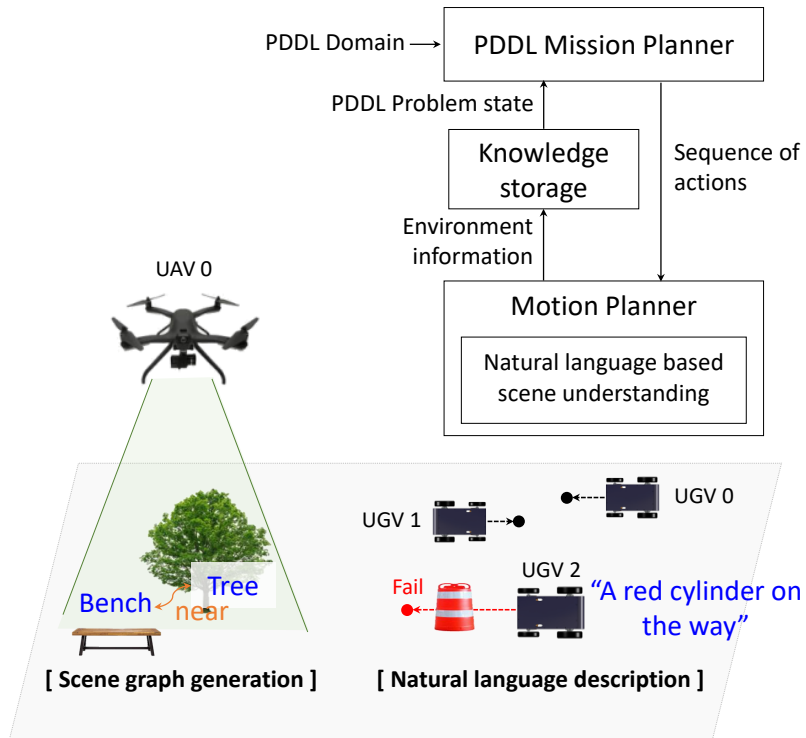 PDDL Domain
PDDL Mission Planner
PDDL Problem state
Knowledge
storage
Sequence of
actions
Environment
information
UAV 0
Motion Planner
Natural language based
scene understanding
UGV 0
UGV 1
UGV 2
Fail
“A red cylinder on
the way”
Tree
Bench
near
[ Scene graph generation ]
[ Natural language description ]